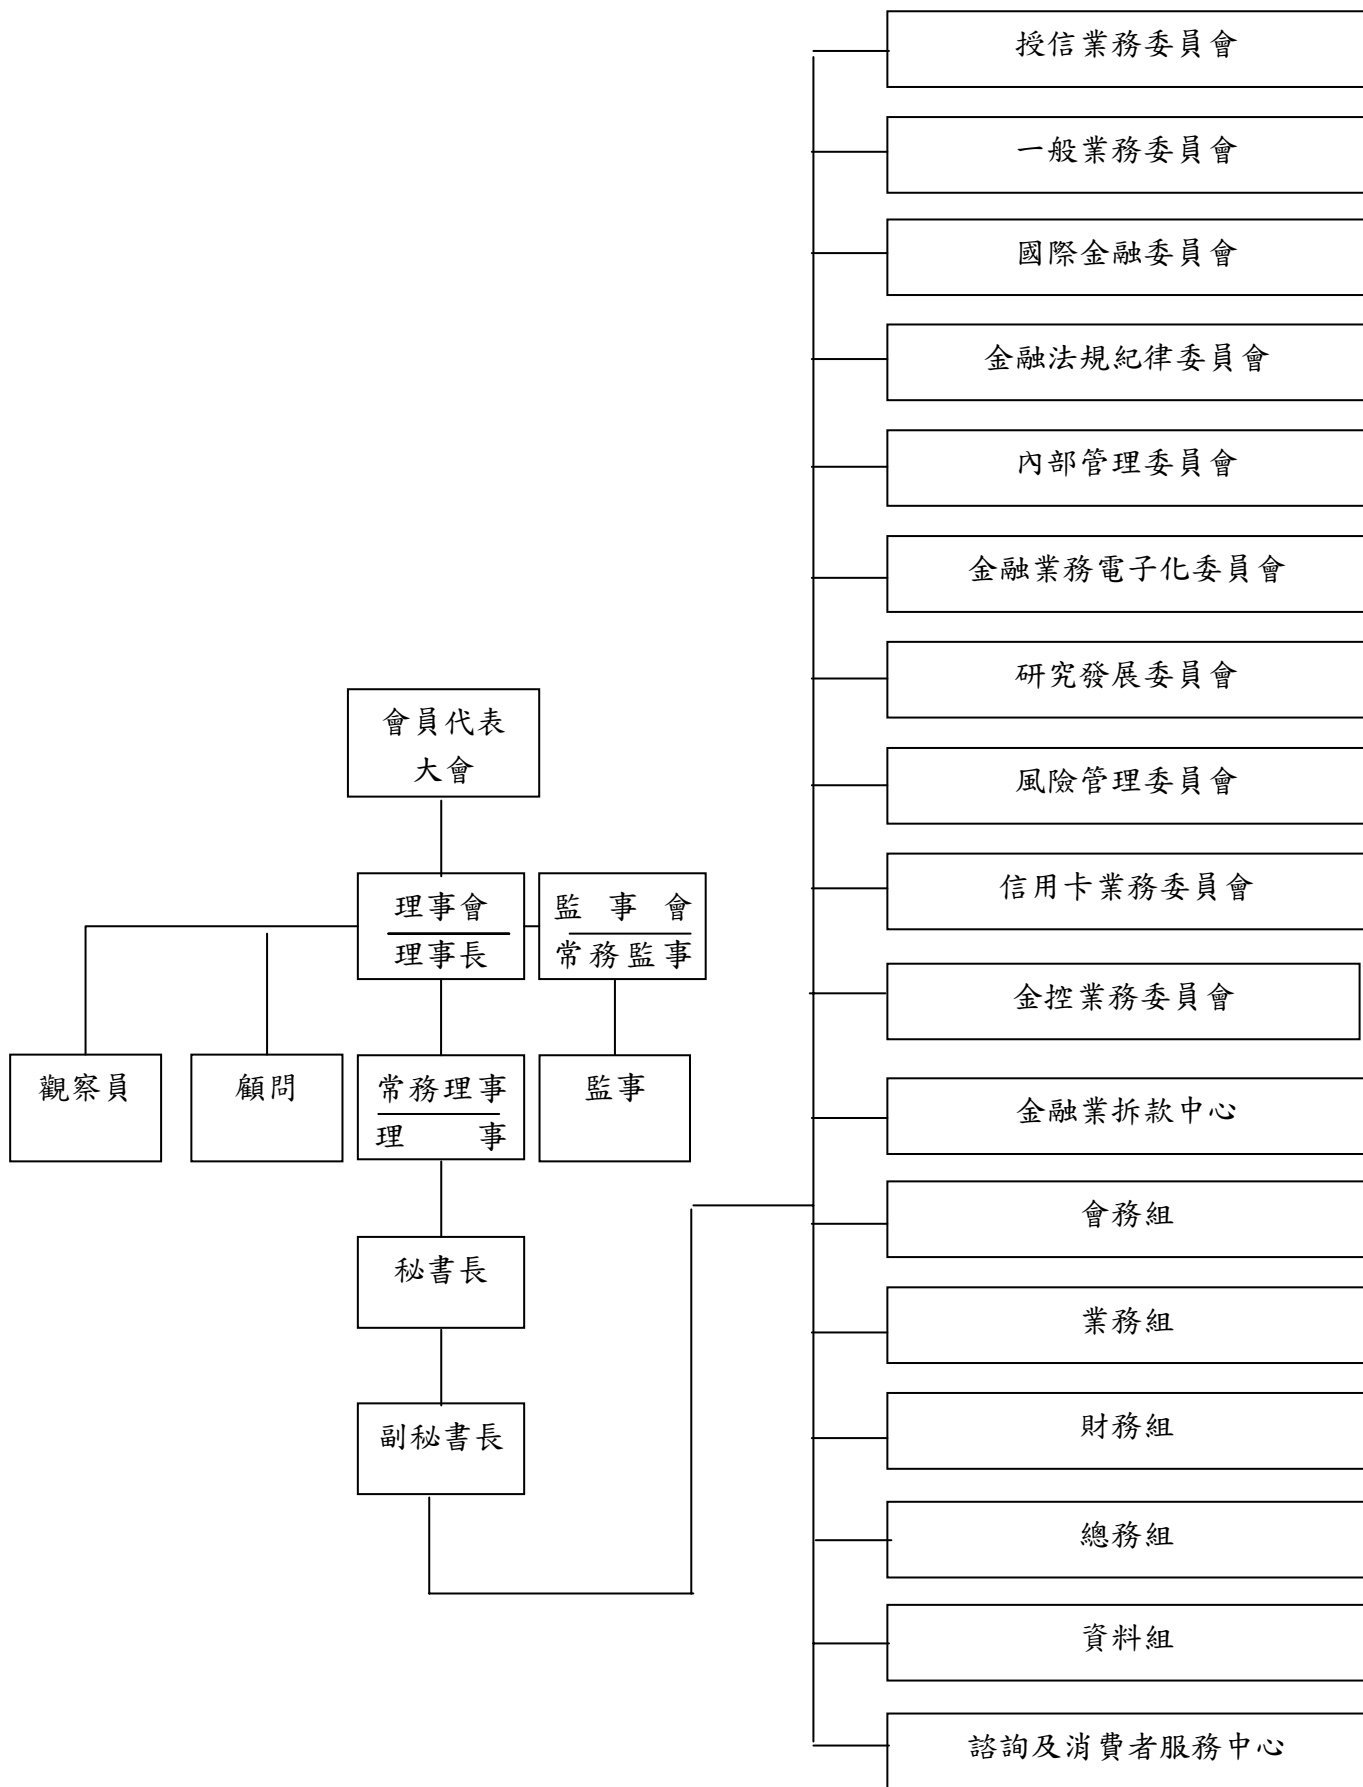 會員代表
大會
理事會
理事長
監事會
常務監事
觀察員
顧問
常務理事
理事
監事
秘書長
副秘書長
授信業務委員會
一般業務委員會
國際金融委員會
金融法規紀律委員會
內部管理委員會
金融業務電子化委員會
研究發展委員會
風險管理委員會
信用卡業務委員會
金控業務委員會
金融業拆款中心
會務組
業務組
財務組
總務組
資料組
諮詢及消費者服務中心